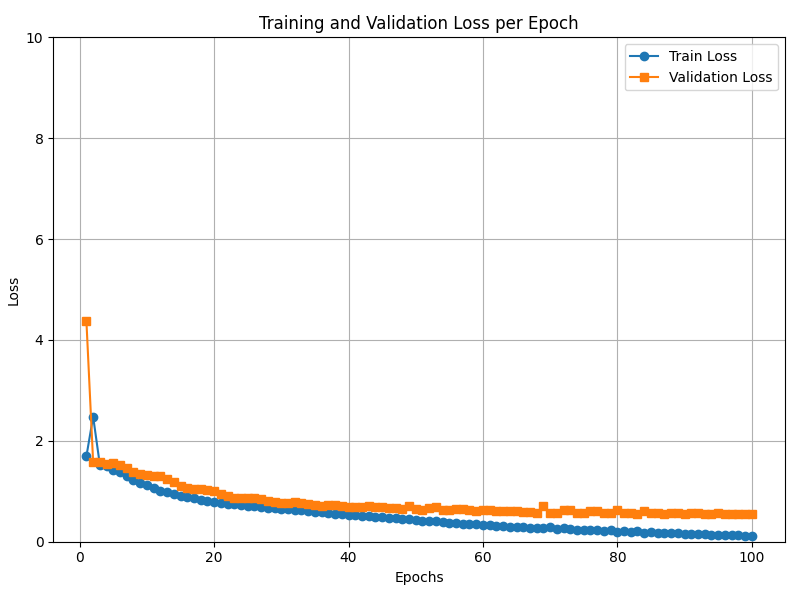 Training and Validation Loss per Epoch
Train Loss
Validation Loss
Loss
10
8
6
4
2
0
0 20 40 60 80 100
Epochs